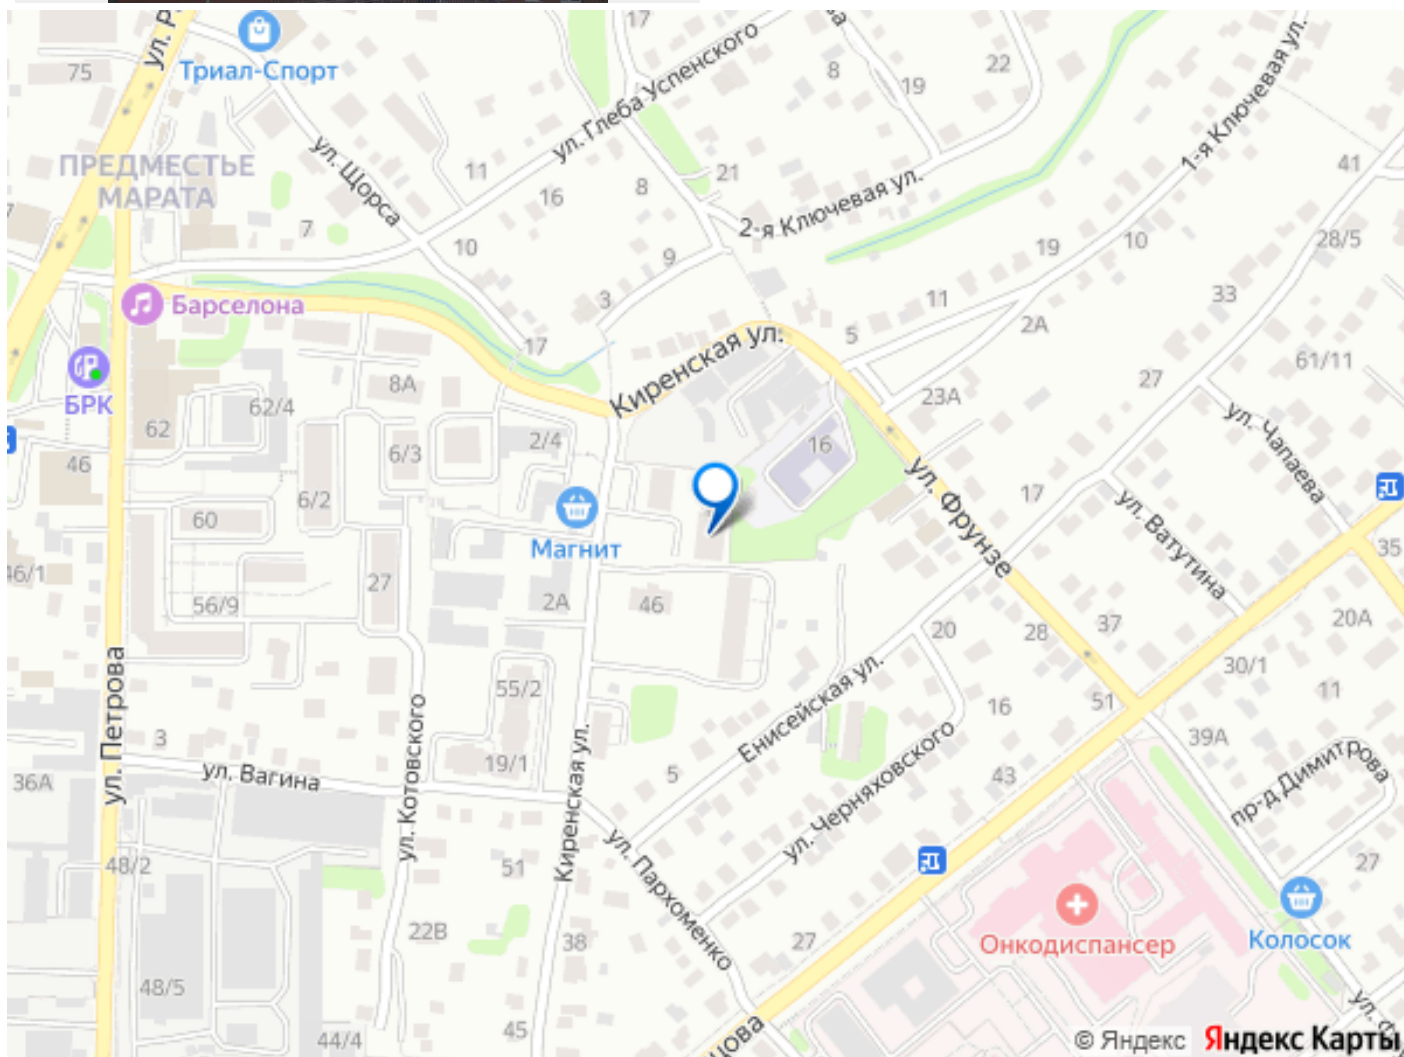 17
75
Триал-Спорт
ул. Глеба Успенского
8
19
22
1-я Ключевая ул.
ПРЕДМЕСТЬЕ
МАРАТА
ул. Щорса
11
16
8
21
41
2-я Ключевая ул.
7
10
9
19
10
28/5
Барселона
3
11
33
5
2А
17
Киренская ул.
61/11
БРК
8А
27
23А
62/4
62
2/4
16
ул. Чапаева
46
6/3
6/2
17
ул. Фрунзе
ул. Ватутина
60
Магнит
35
46/1
27
56/9
2А
46
20
28
37
20А
30/1
ул. Петрова
55/2
Енисейская ул.
16
51
11
3
39А
ул. Котовского
Киренская ул.
ул. Черняховского
36А
ул. Вагина
19/1
5
43
пр-д Димитрова
48/2
51
ул. Пархоменко
27
22В
38
27
Онкодиспансер
Колосок
48/5
44/4
45
© Яндекс Яндекс Карты